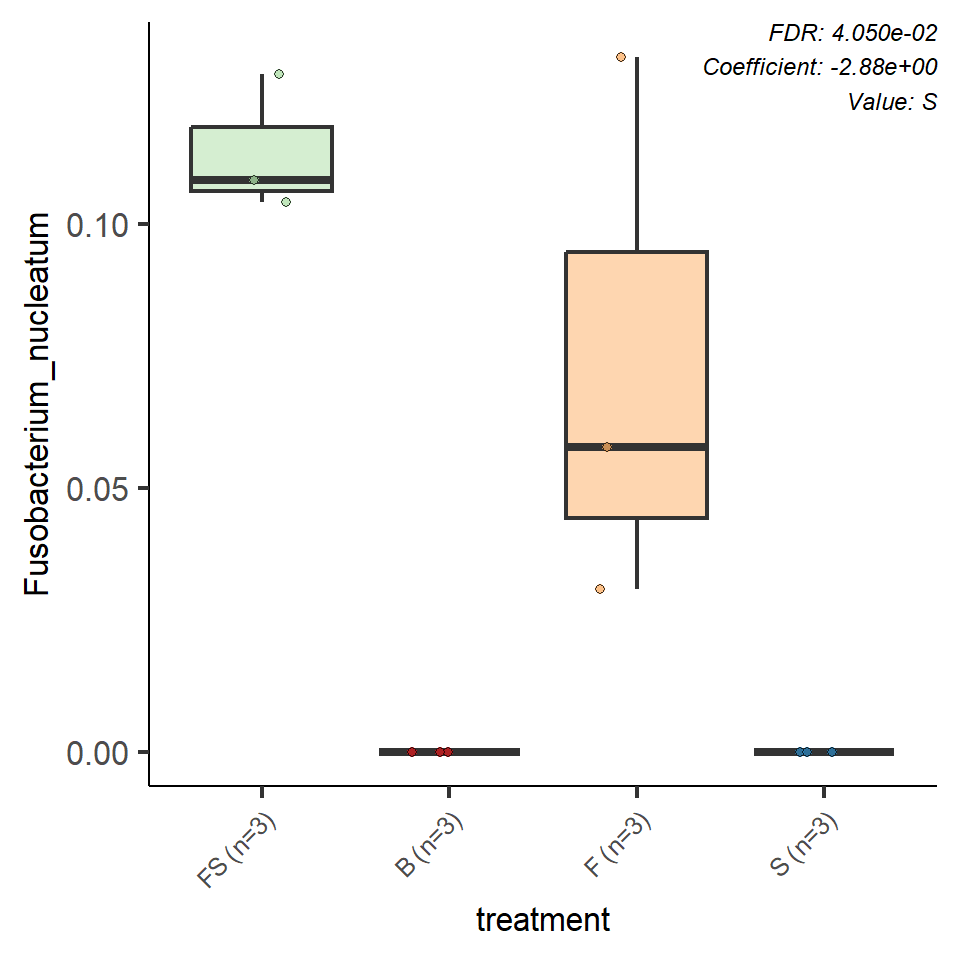 FDR: 4.050e-02
Coefficient: -2.88e+00
Value: S
Fusobacterium_nucleatum
0.10
0.05
0.00
FS (n=3)
B (n=3)
F (n=3)
S (n=3)
treatment